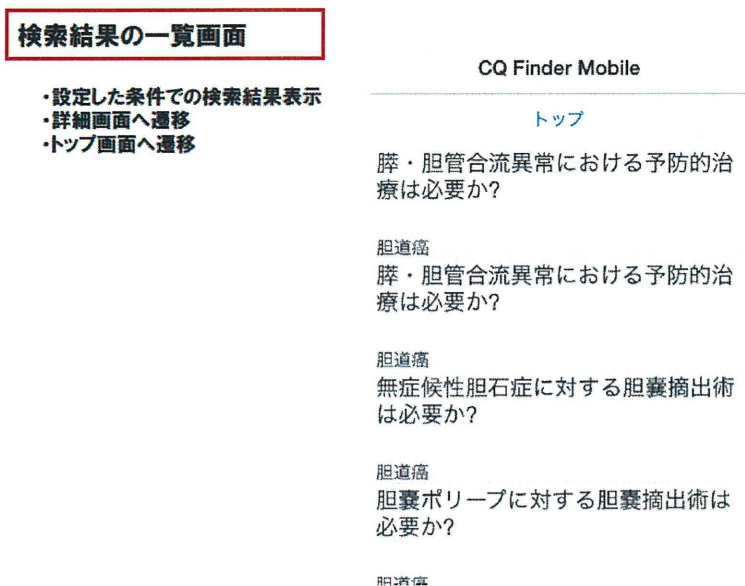 検索結果の一覧画面
・設定した条件での検索結果表示
・詳細画面へ遷移
・トップ画面へ遷移
CQ Finder Mobile
トップ
膵・胆管合流異常における予防的治
療は必要か?
胆道癌
膵・胆管合流異常における予防的治
療は必要か?
胆道癌
無症候性胆石症に対する胆嚢摘出術
は必要か?
胆道癌
胆嚢ポリープに対する胆嚢摘出術は
必要か?
胆道癌